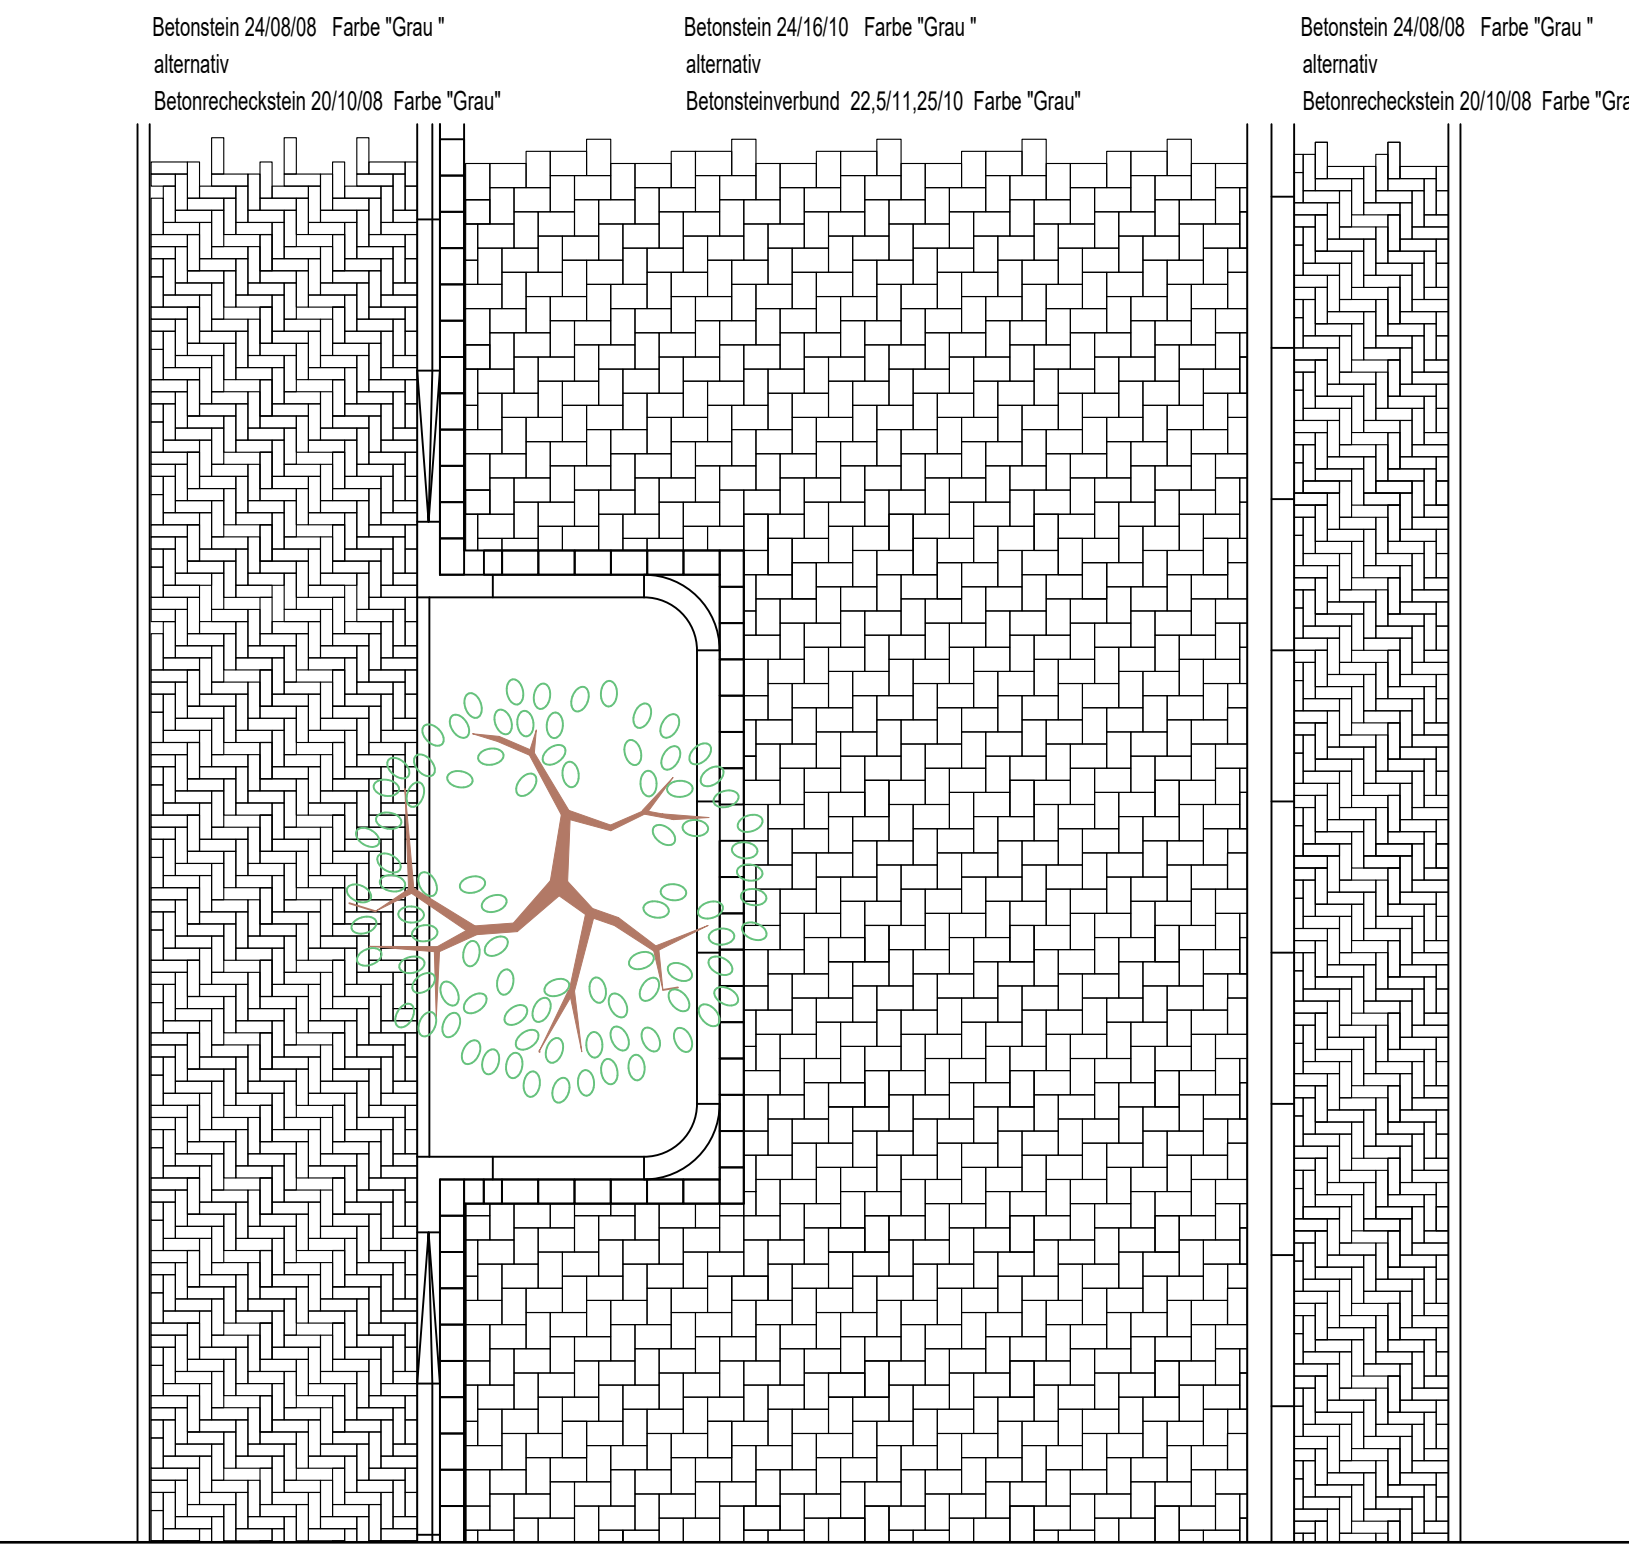 Betonstein 24/08/08 Farbe "Grau "
alternativ
Betonrecheckstein 20/10/08 Farbe "Grau"
Betonstein 24/16/10 Farbe "Grau "
alternativ
Betonsteinverbund 22,5/11,25/10 Farbe "Grau"
Betonstein 24/08/08 Farbe "Grau "
alternativ
Betonrecheckstein 20/10/08 Farbe "Gra